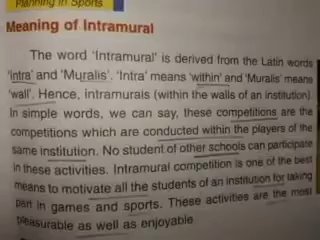 Planning in Sports
Meaning of Intramural
The word 'Intramural' is derived from the Latin words
'intra' and 'Muralis'. 'Intra' means 'within' and 'Muralis' means
'wall'. Hence, intramurais (within the walls of an institution).
In simple words, we can say, these competitions are the
competitions which are conducted within the players of the
same institution. No student of other schools can participate
in these activities. Intramural competition is one of the best
means to motivate all the students of an institution for taking
part in games and sports. These activities are the most
pleasurable as well as enjoyable